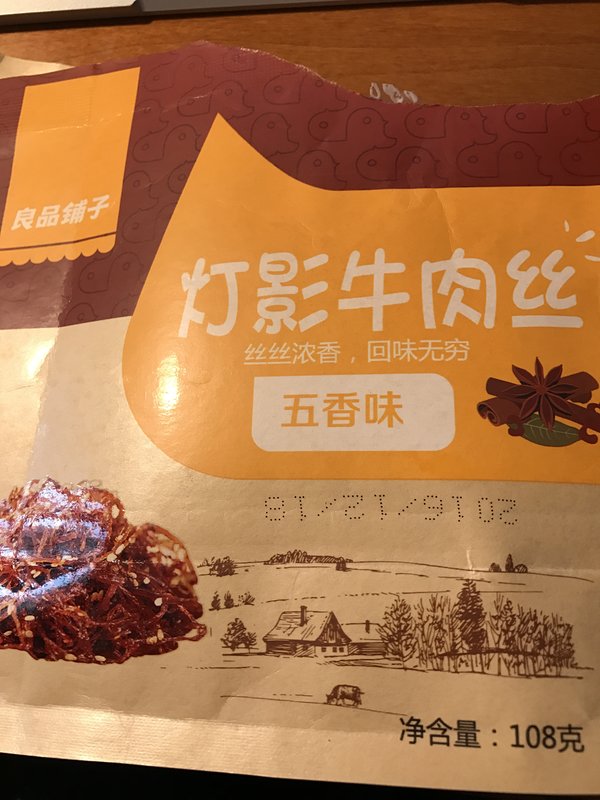 良品铺子
灯影牛肉丝
丝丝浓香，回味无穷
五香味
2016/12/18
净含量：108克